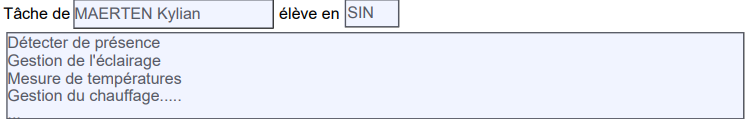 Tâche de MAERTEN Kylian élève en SIN
Détecter de présence
Gestion de l'éclairage
Mesure de températures
Gestion du chauffage.....
...